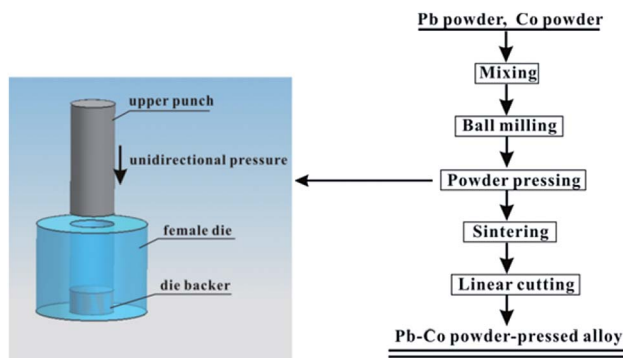 upper punch
unidirectional pressure
female die
die backer
Pb powder, Co powder
Mixing
Ball milling
Powder pressing
Sintering
Linear cutting
Pb-Co powder-pressed alloy